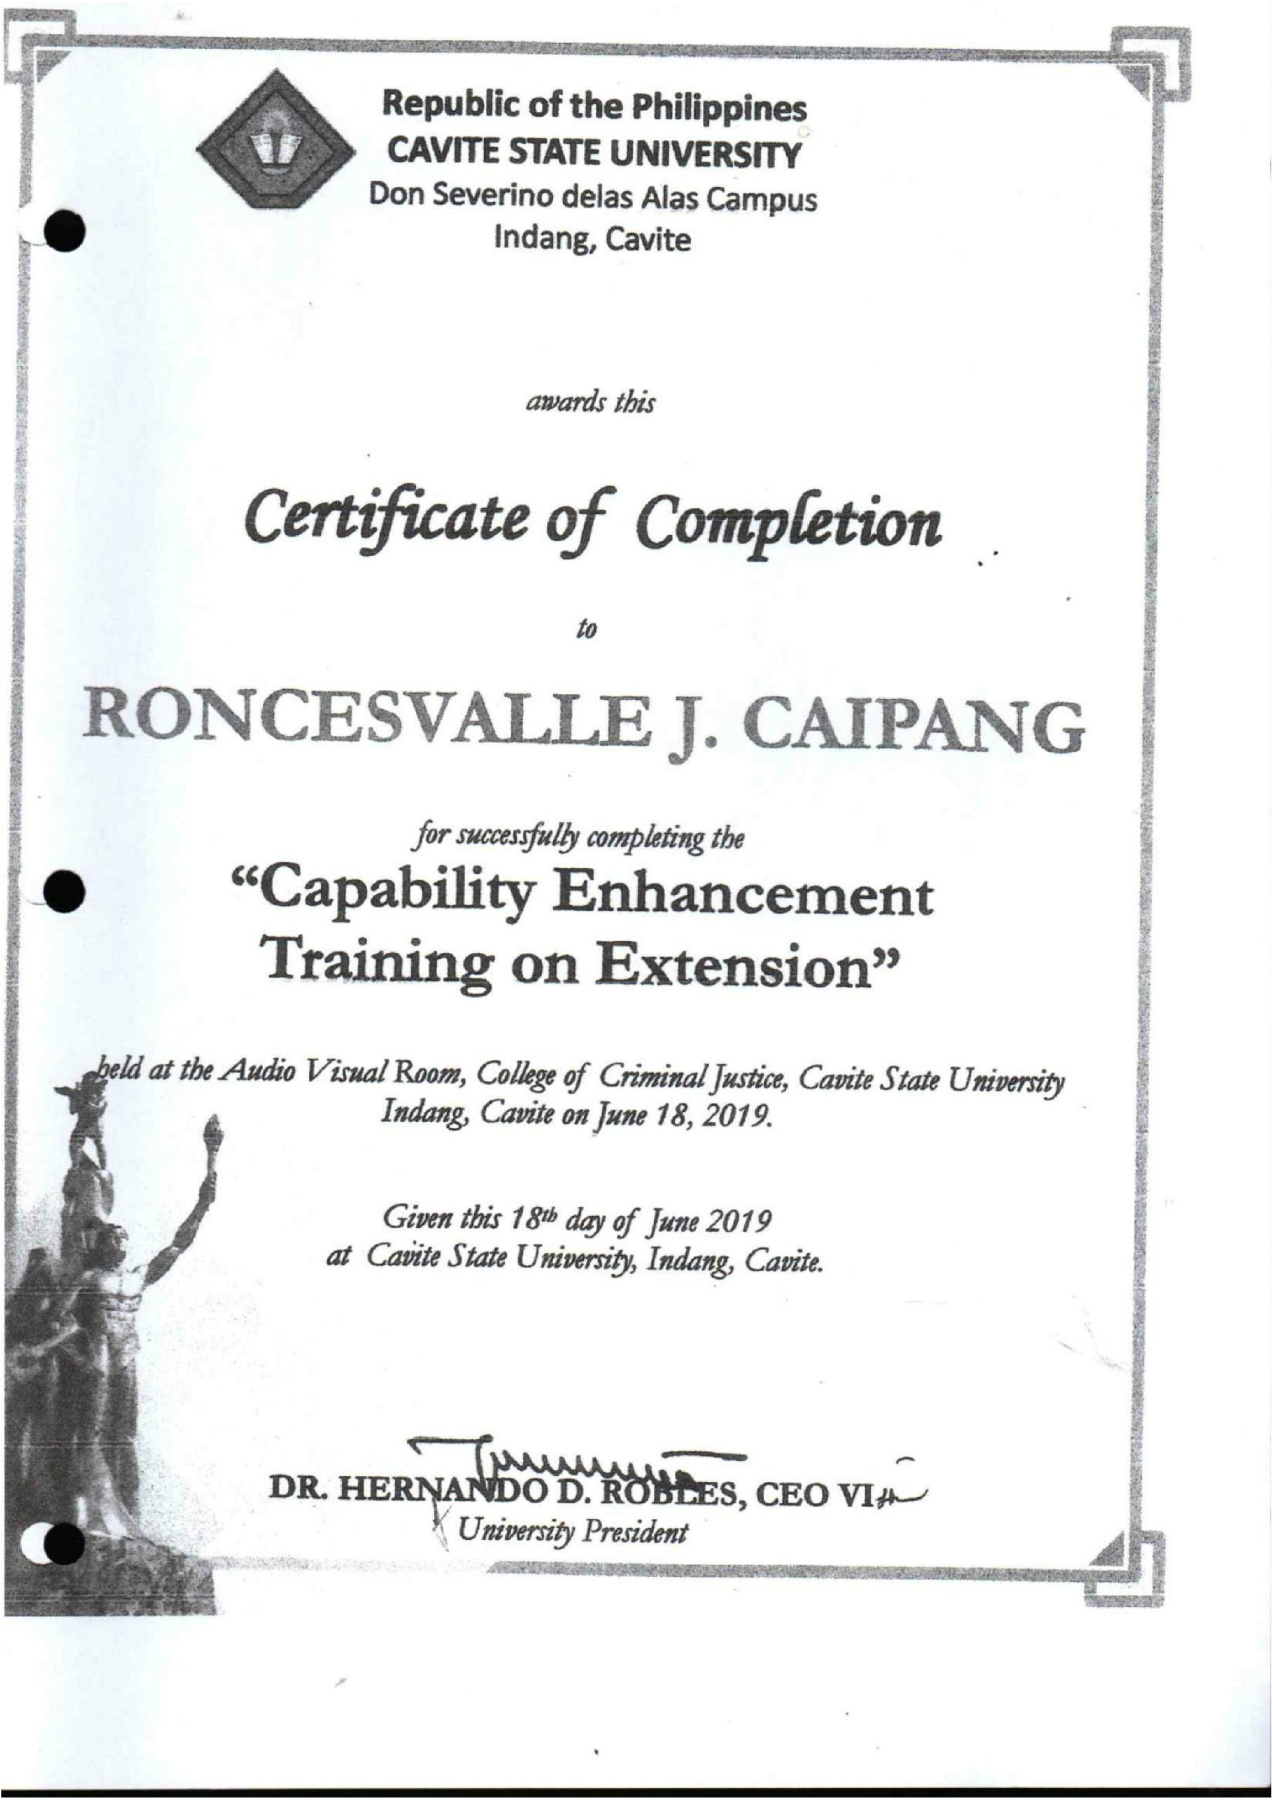 Republic of the Philippines
CAVITE STATE UNIVERSITY
Don Severino delas Alas Campus
Indang, Cavite
awards this
Certificate of Completion
to
RONCESVALLE J. CAIPANG
for successfully completing the
“Capability Enhancement
Training on Extension”
held at the Audio Visual Room, College of Criminal Justice, Cavite State University
Indang, Cavite on June 18, 2019.
Given this 18th day of June 2019
at Cavite State University, Indang, Cavite.
DR. HERNANDO D. ROBLES, CEO VI
University President